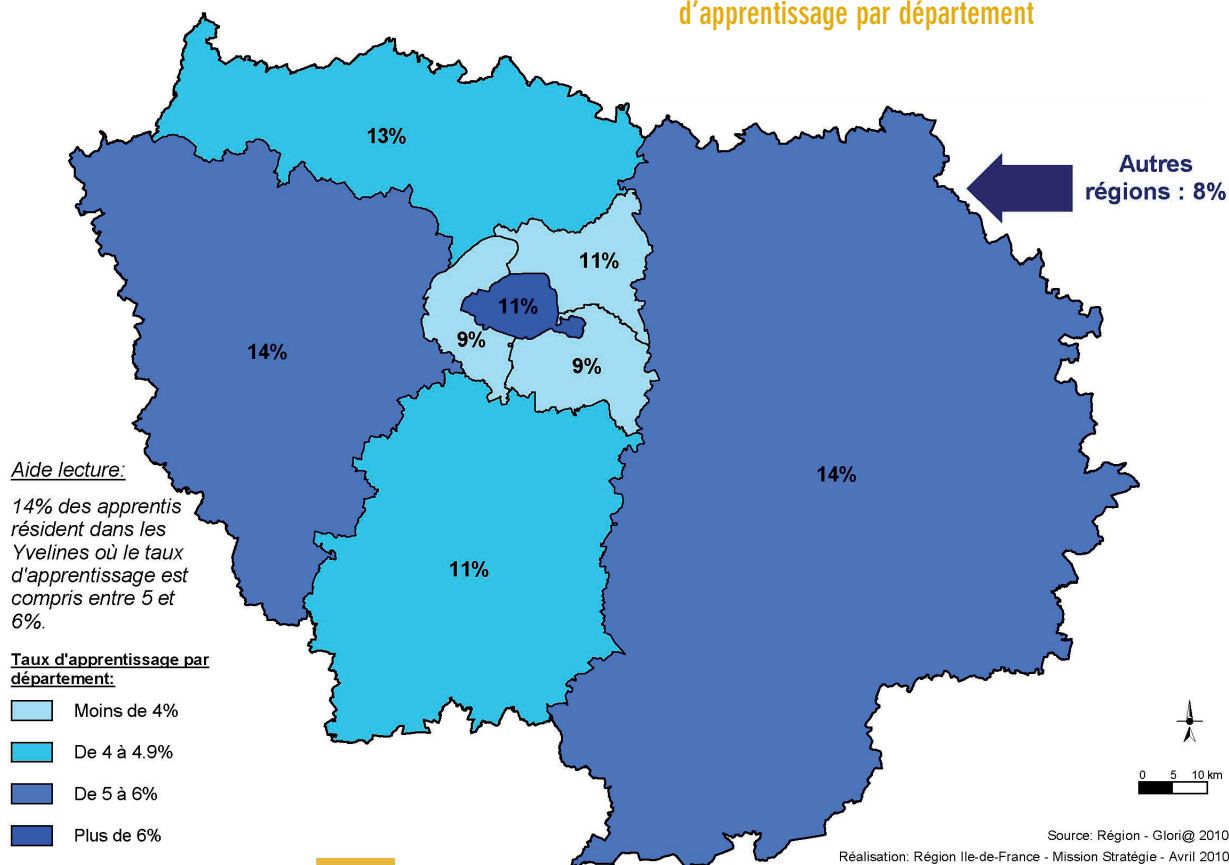 d'apprentissage par département
13%
Autres
régions : 8%
11%
11%
9%
14%
9%
14%
11%
Aide lecture:
14% des apprentis
résident dans les
Yvelines où le taux
d'apprentissage est
compris entre 5 et
6%.
Taux d'apprentissage par
département:
Moins de 4%
De 4 à 4.9%
De 5 à 6%
Plus de 6%
0 5 10 km
Source: Région - Glori@ 2010
Réalisation: Région Ile-de-France - Mission Stratégie - Avril 2010